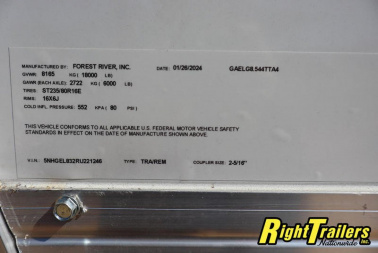 MANUFACTURED BY: FOREST RIVER, INC. DATE: 01/26/2024 GAELG8.544TTA4
GVWR: 8165 KG ( 18000 LB)
GAWR (EACH AXLE): 2722 KG ( 6000 LB)
TIRES: ST235/80R16E
RIMS: 16X6J
COLD INFL. PRESSURE: 552 KPA ( 80 PSI)
THIS VEHICLE CONFORMS TO ALL APPLICABLE U.S. FEDERAL MOTOR VEHICLE SAFETY
STANDARDS IN EFFECT ON THE DATE OF MANUFACTURE SHOWN ABOVE.
V.I.N.: 5NHGEL832RU221246 TYPE: TRA/REM COUPLER SIZE: 2-5/16"
RightTrailers
Nationwide Inc.